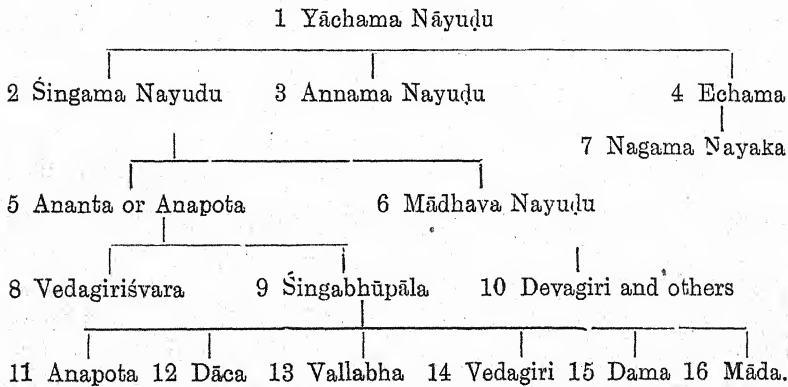 1 Yāchama Nāyuḍu
2 Śingama Nayudu 3 Annama Nayuḍu 4 Echama
7 Nagama Nayaka
5 Ananta or Anapota 6 Mādhava Nayuḍu
8 Vedagiriśvara 9 Śingabhūpāla 10 Devagiri and others
11 Anapota 12 Dāca 13 Vallabha 14 Vedagiri 15 Dama 16 Māda.